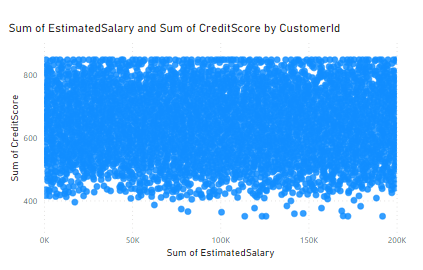 Sum of EstimatedSalary and Sum of CreditScore by CustomerId
Sum of CreditScore
800
600
400
0K 50K 100K 150K 200K
Sum of EstimatedSalary